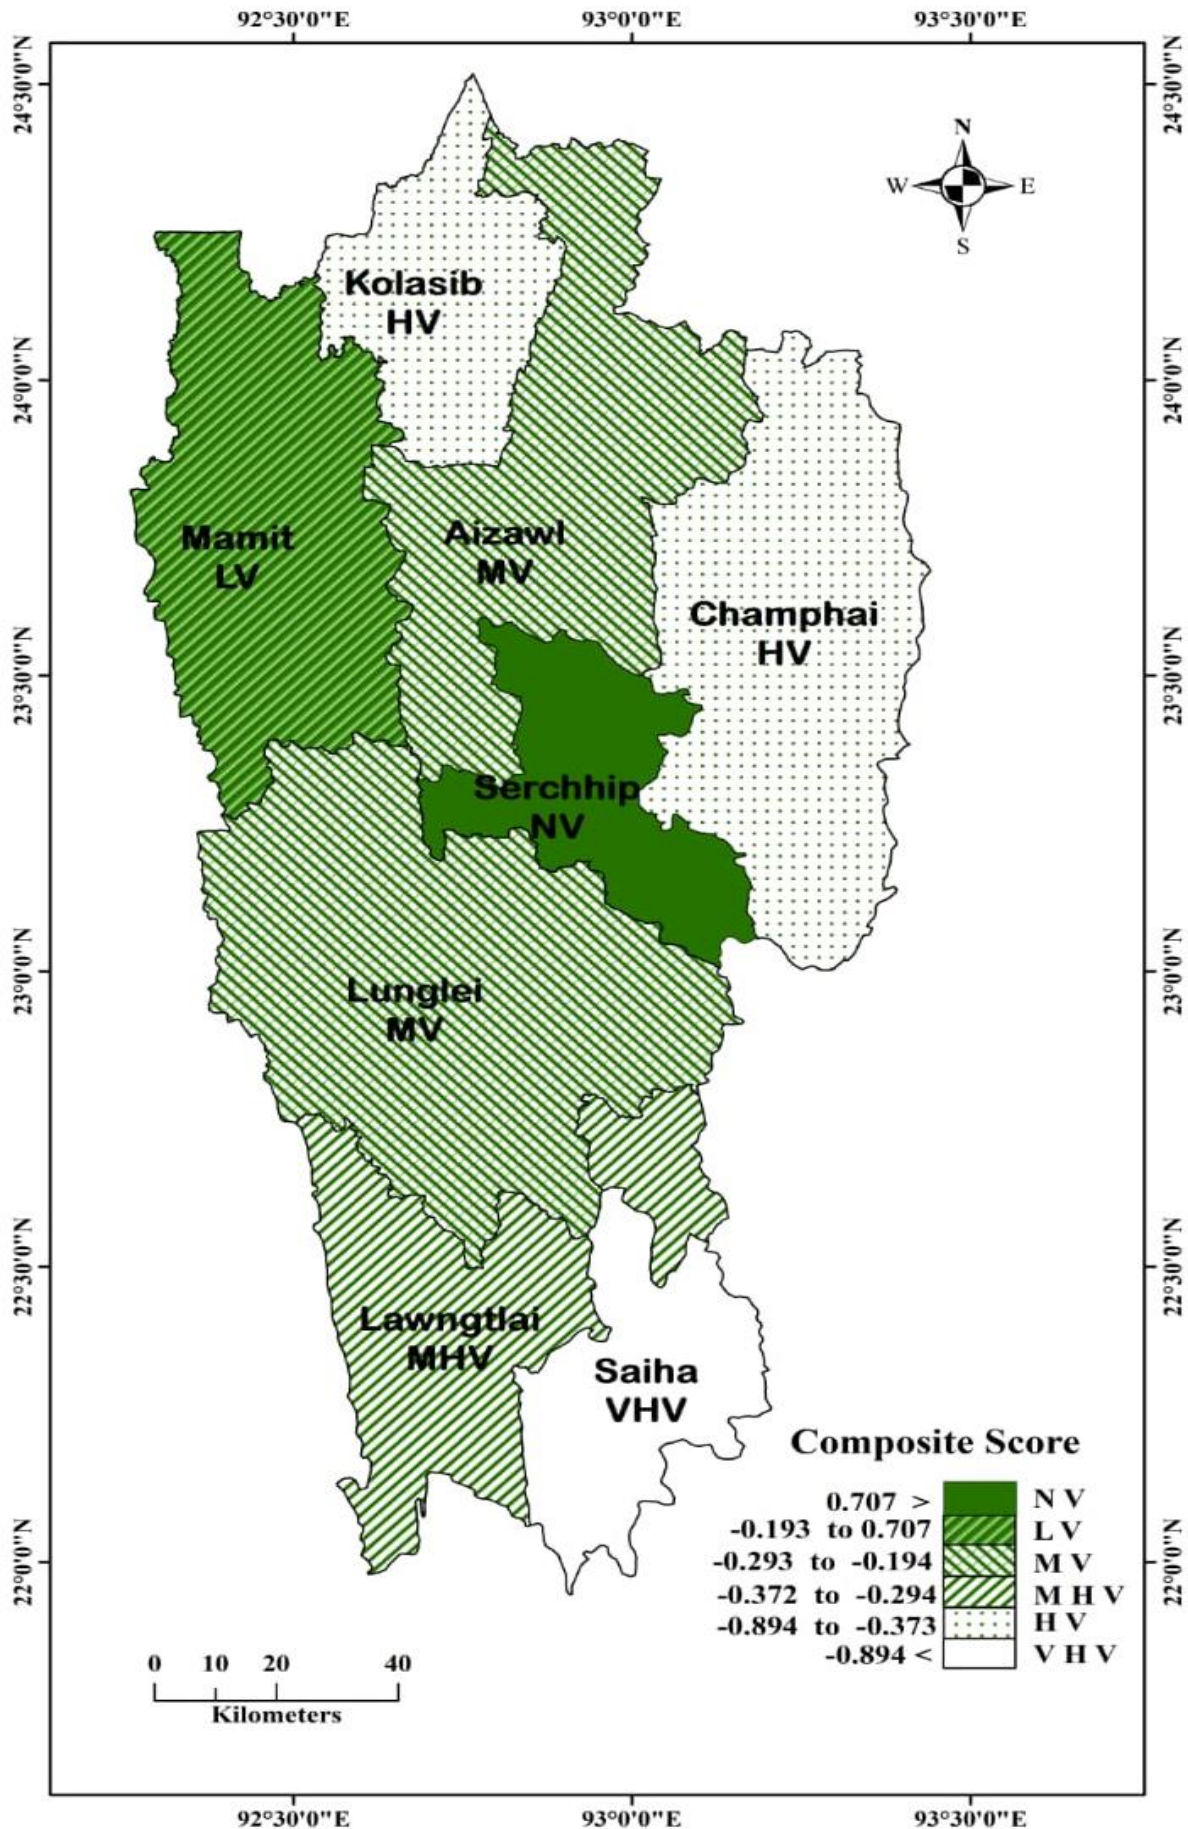 92°30'0"E 93°0'0"E 93°30'0"E
24°30'0"N 24°30'0"N
N
W E
S
Kolasib
HV
24°0'0"N 24°0'0"N
Mamit
LV
Aizawl
MV
Champhai
HV
23°30'0"N 23°30'0"N
Serchhip
NV
23°0'0"N 23°0'0"N
Lunglei
MV
22°30'0"N 22°30'0"N
Lawngtlai
MHV
Saiha
VHV
Composite Score
0.707 > N V
-0.193 to 0.707 L V
-0.293 to -0.194 M V
-0.372 to -0.294 M H V
-0.894 to -0.373 H V
-0.894 < V H V
22°0'0"N 22°0'0"N
0 10 20 40
Kilometers
92°30'0"E 93°0'0"E 93°30'0"E